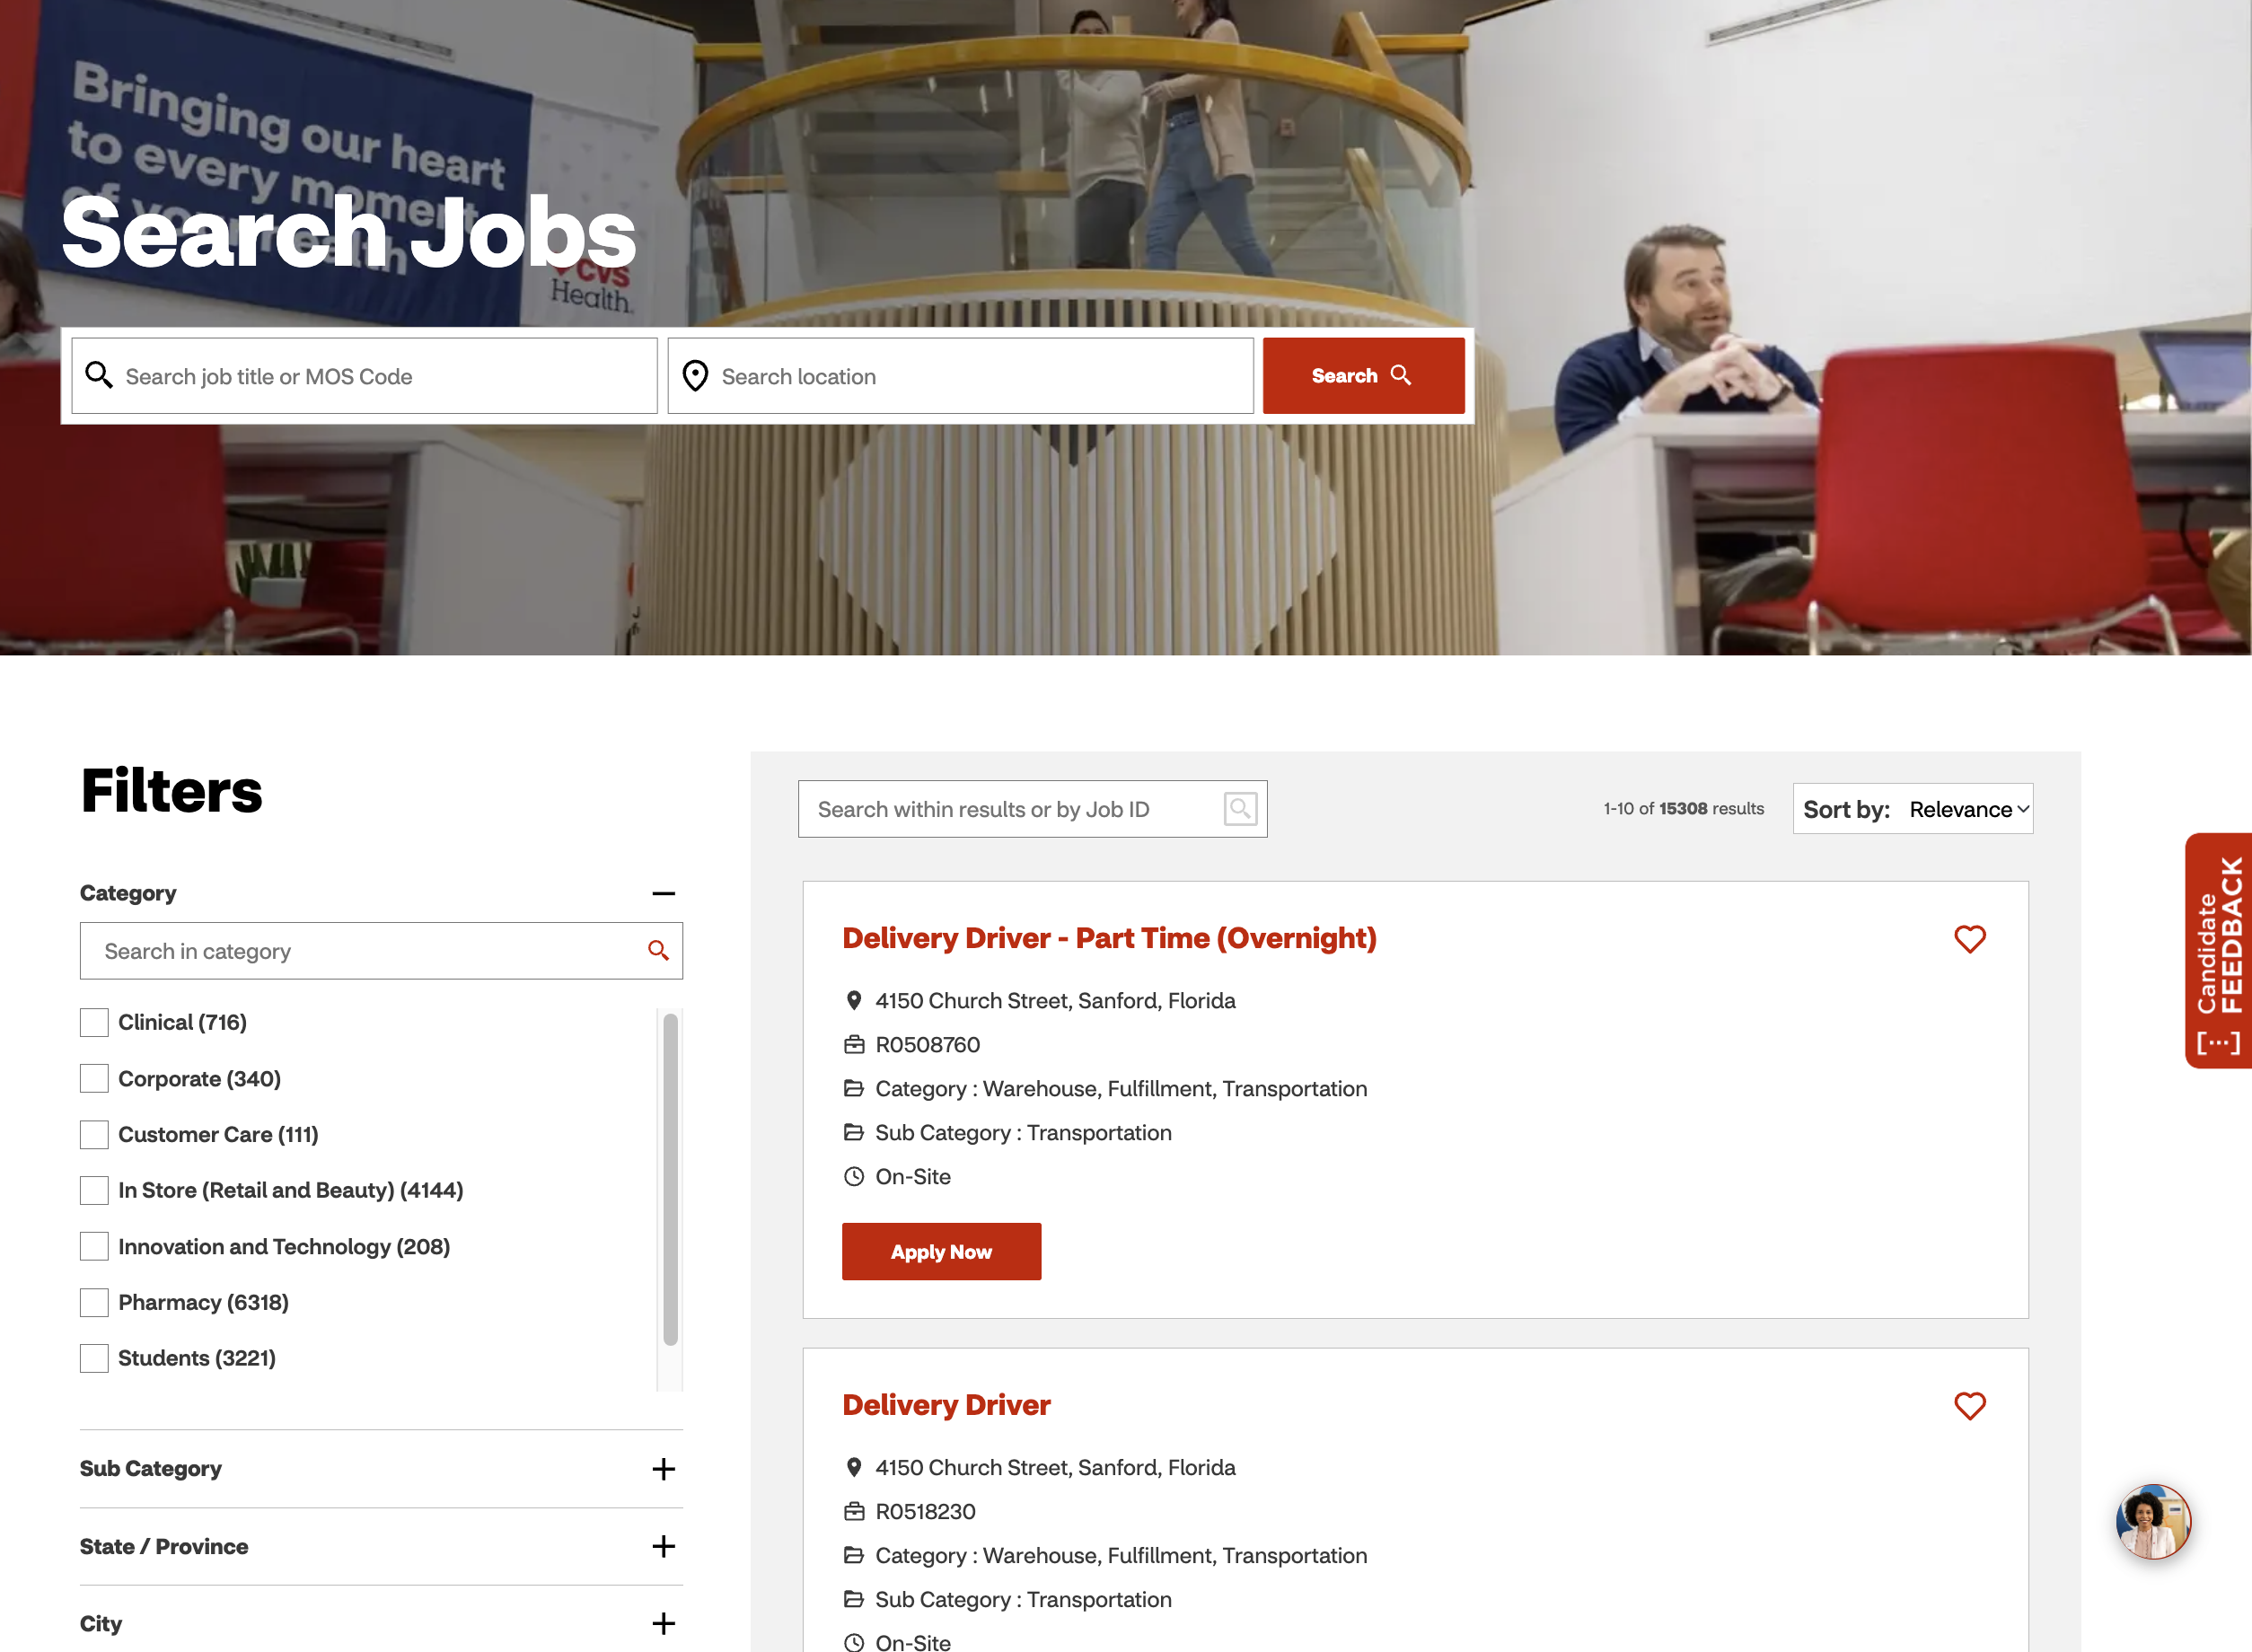 Bringing our heart
to every moment
of your health
CVS
Health.
Search Jobs
Search job title or MOS Code
Search location
Search
Filters
Category
Search in category
Clinical (716)
Corporate (340)
Customer Care (111)
In Store (Retail and Beauty) (4144)
Innovation and Technology (208)
Pharmacy (6318)
Students (3221)
Sub Category
State / Province
City
Search within results or by Job ID
1-10 of 15308 results
Sort by: Relevance
Delivery Driver - Part Time (Overnight)
4150 Church Street, Sanford, Florida
R0508760
Category : Warehouse, Fulfillment, Transportation
Sub Category : Transportation
On-Site
Apply Now
Delivery Driver
4150 Church Street, Sanford, Florida
R0518230
Category : Warehouse, Fulfillment, Transportation
Sub Category : Transportation
On-Site
Candidate
FEEDBACK